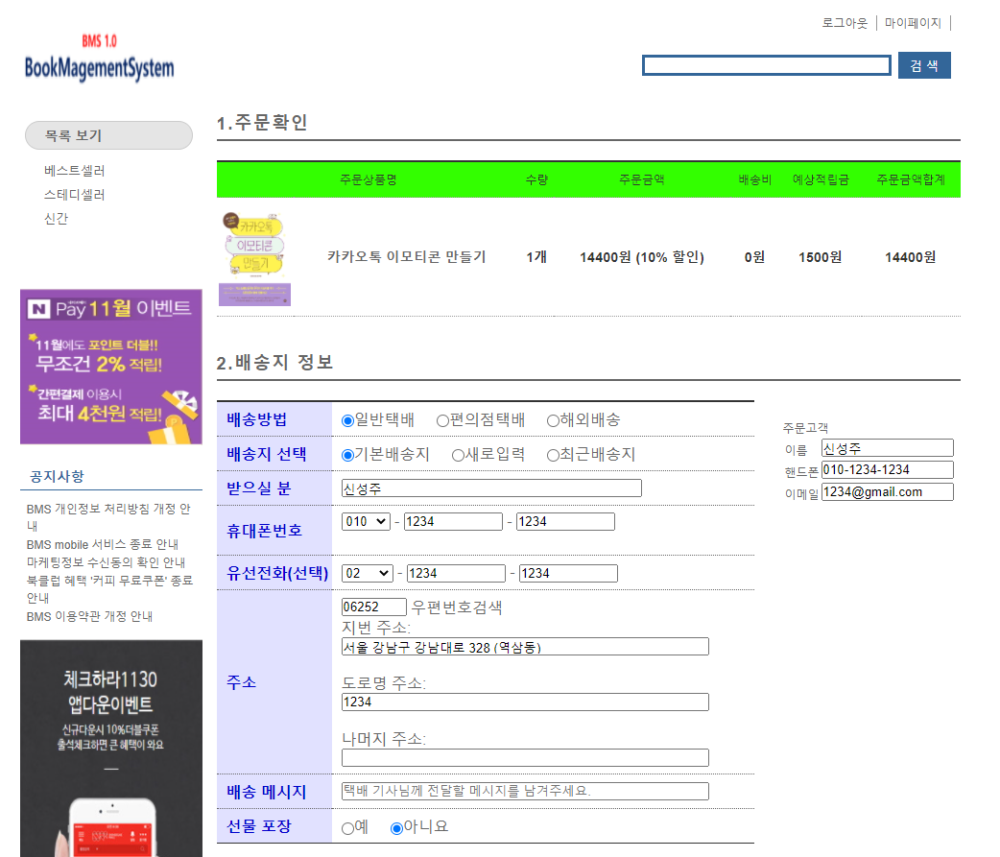 로그아웃 마이페이지
BMS 1.0
BookMagementSystem
검 색
목록 보기
베스트셀러
스테디셀러
신간
N Pay 11월 이벤트
11월에도 포인트 더블!!
무조건 2% 적립!
간편결제 이용시
최대 4천원 적립!
공지사항
BMS 개인정보 처리방침 개정 안
내
BMS mobile 서비스 종료 안내
마케팅정보 수신동의 확인 안내
북클럽 혜택 '커피 무료쿠폰' 종료
안내
BMS 이용약관 개정 안내
체크하라1130
앱다운이벤트
신규다운시 10%더블쿠폰
출석체크하면 큰 혜택이 와요
1.주문확인
주문상품명 수량 주문금액 배송비 예상적립금 주문금액합계
카카오톡
이모티콘
만들기
카카오톡 이모티콘 만들기 1개 14400원 (10% 할인) 0원 1500원 14400원
2.배송지 정보
배송방법 일반택배 편의점택배 해외배송
배송지 선택 기본배송지 새로입력 최근배송지
받으실 분 신성주
휴대폰번호 010 - 1234 - 1234
유선전화(선택) 02 - 1234 - 1234
주소
06252 우편번호검색
지번 주소:
서울 강남구 강남대로 328 (역삼동)
도로명 주소:
1234
나머지 주소:
배송 메시지 택배 기사님께 전달할 메시지를 남겨주세요.
선물 포장 예 아니요
주문고객
이름 신성주
핸드폰 010-1234-1234
이메일 1234@gmail.com